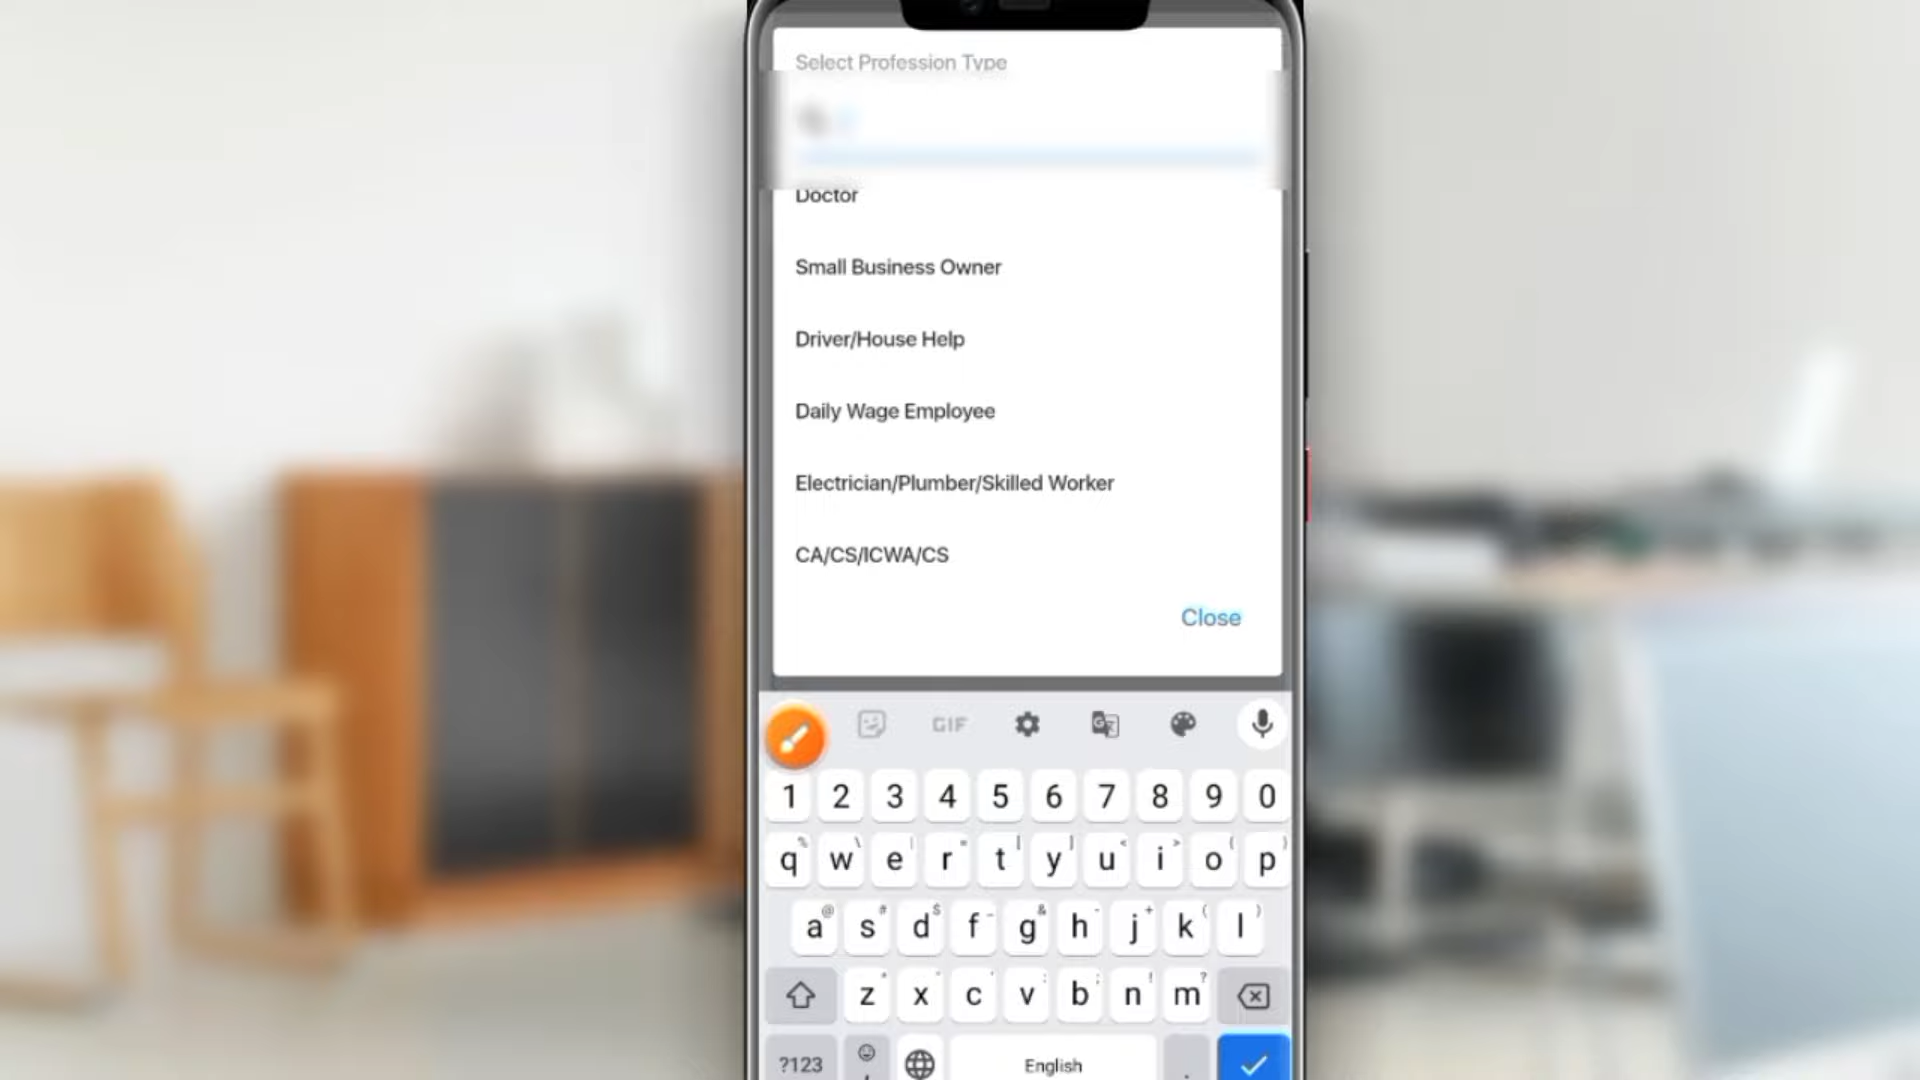 Select Profession Type
Doctor
Small Business Owner
Driver/House Help
Daily Wage Employee
Electrician/Plumber/Skilled Worker
CA/CS/ICWA/CS
Close
GIF
1 2 3 4 5 6 7 8 9 0
q w e r t y u i o p
a s d f g h j k l
z x c v b n m
?123 English .